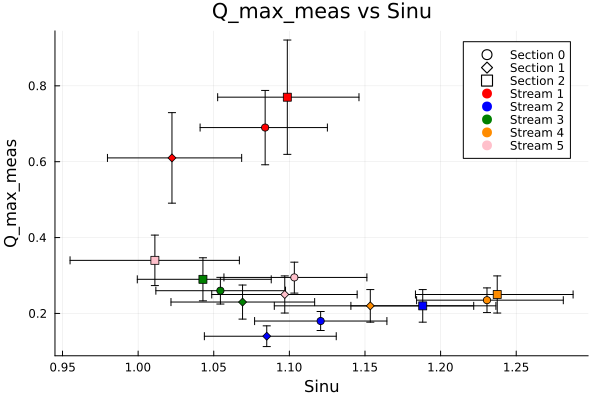 Q_max_meas vs Sinu
Section 0
Section 1
Section 2
Stream 1
Stream 2
Stream 3
Stream 4
Stream 5
Q_max_meas
0.8
0.6
0.4
0.2
0.95
1.00
1.05
1.10
1.15
1.20
1.25
Sinu